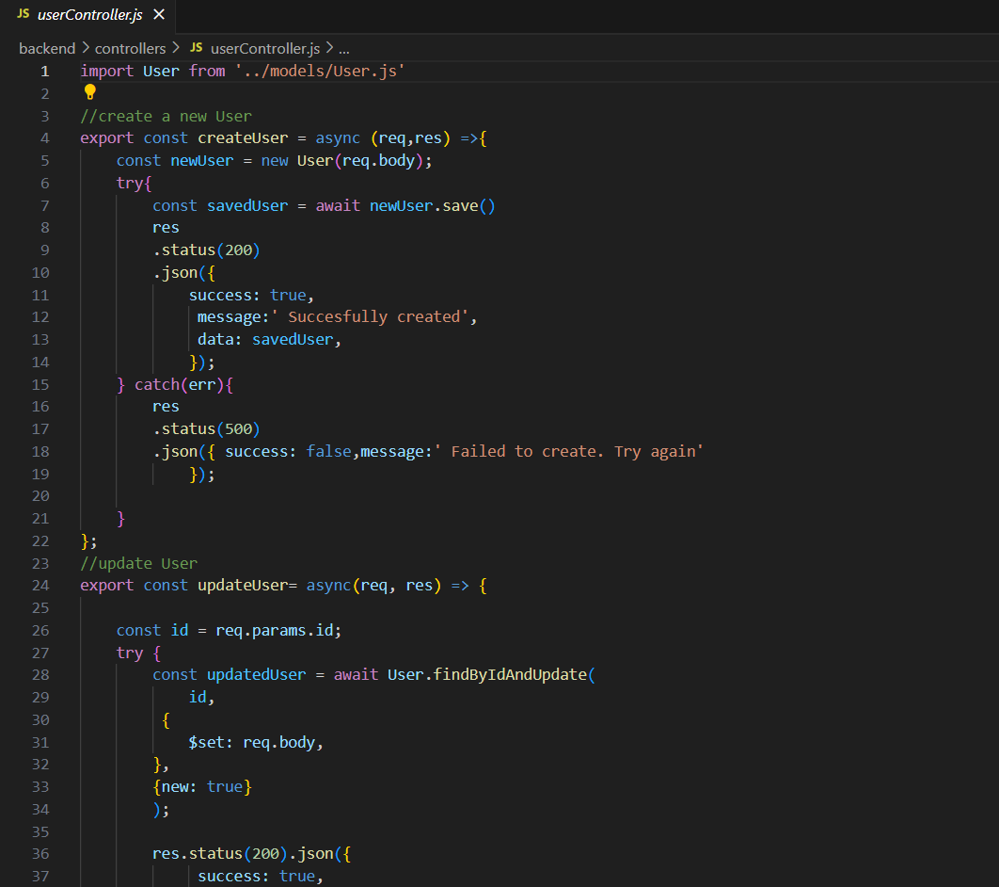 JS userController.js ×
backend > controllers > JS userController.js > ...
1 import User from '../models/User.js'
2
3 //create a new User
4 export const createUser = async (req,res) =>{
5 const newUser = new User(req.body);
6 try{
7 const savedUser = await newUser.save()
8 res
9 .status(200)
10 .json({
11 success: true,
12 message:' Succesfully created',
13 data: savedUser,
14 });
15 } catch(err){
16 res
17 .status(500)
18 .json({ success: false,message:' Failed to create. Try again'
19 });
20
21 }
22 };
23 //update User
24 export const updateUser= async(req, res) => {
25
26 const id = req.params.id;
27 try {
28 const updatedUser = await User.findByIdAndUpdate(
29 id,
30 {
31 $set: req.body,
32 },
33 {new: true}
34 );
35
36 res.status(200).json({
37 success: true,